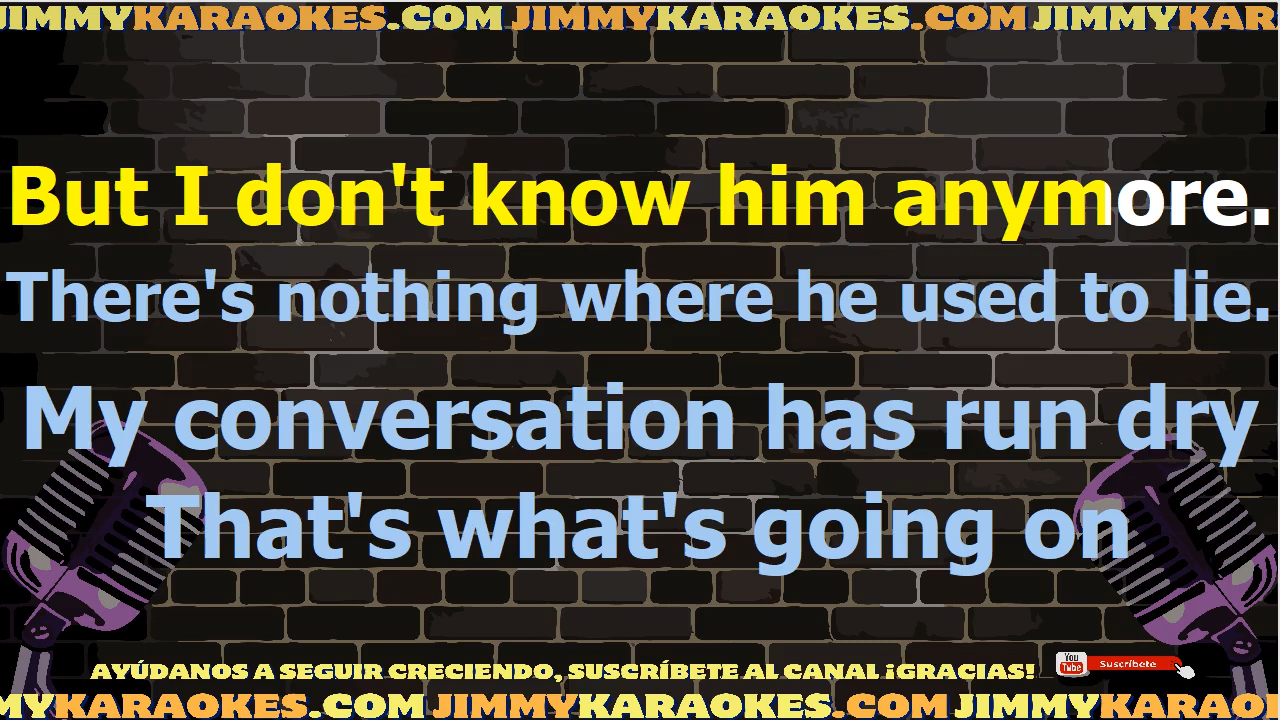 JIMMYKARAOKES.COM JIMMYKARAOKES.COM JIMMYKAR
But I don't know him anymore.
There's nothing where he used to lie.
My conversation has run dry
That's what's going on
AYÚDANOS A SEGUIR CRECIENDO, SUSCRÍBETE AL CANAL ¡GRACIAS!
You Tube Suscríbete
MYKARAOKES.COM JIMMYKARAOKES.COM JIMMYKARAO